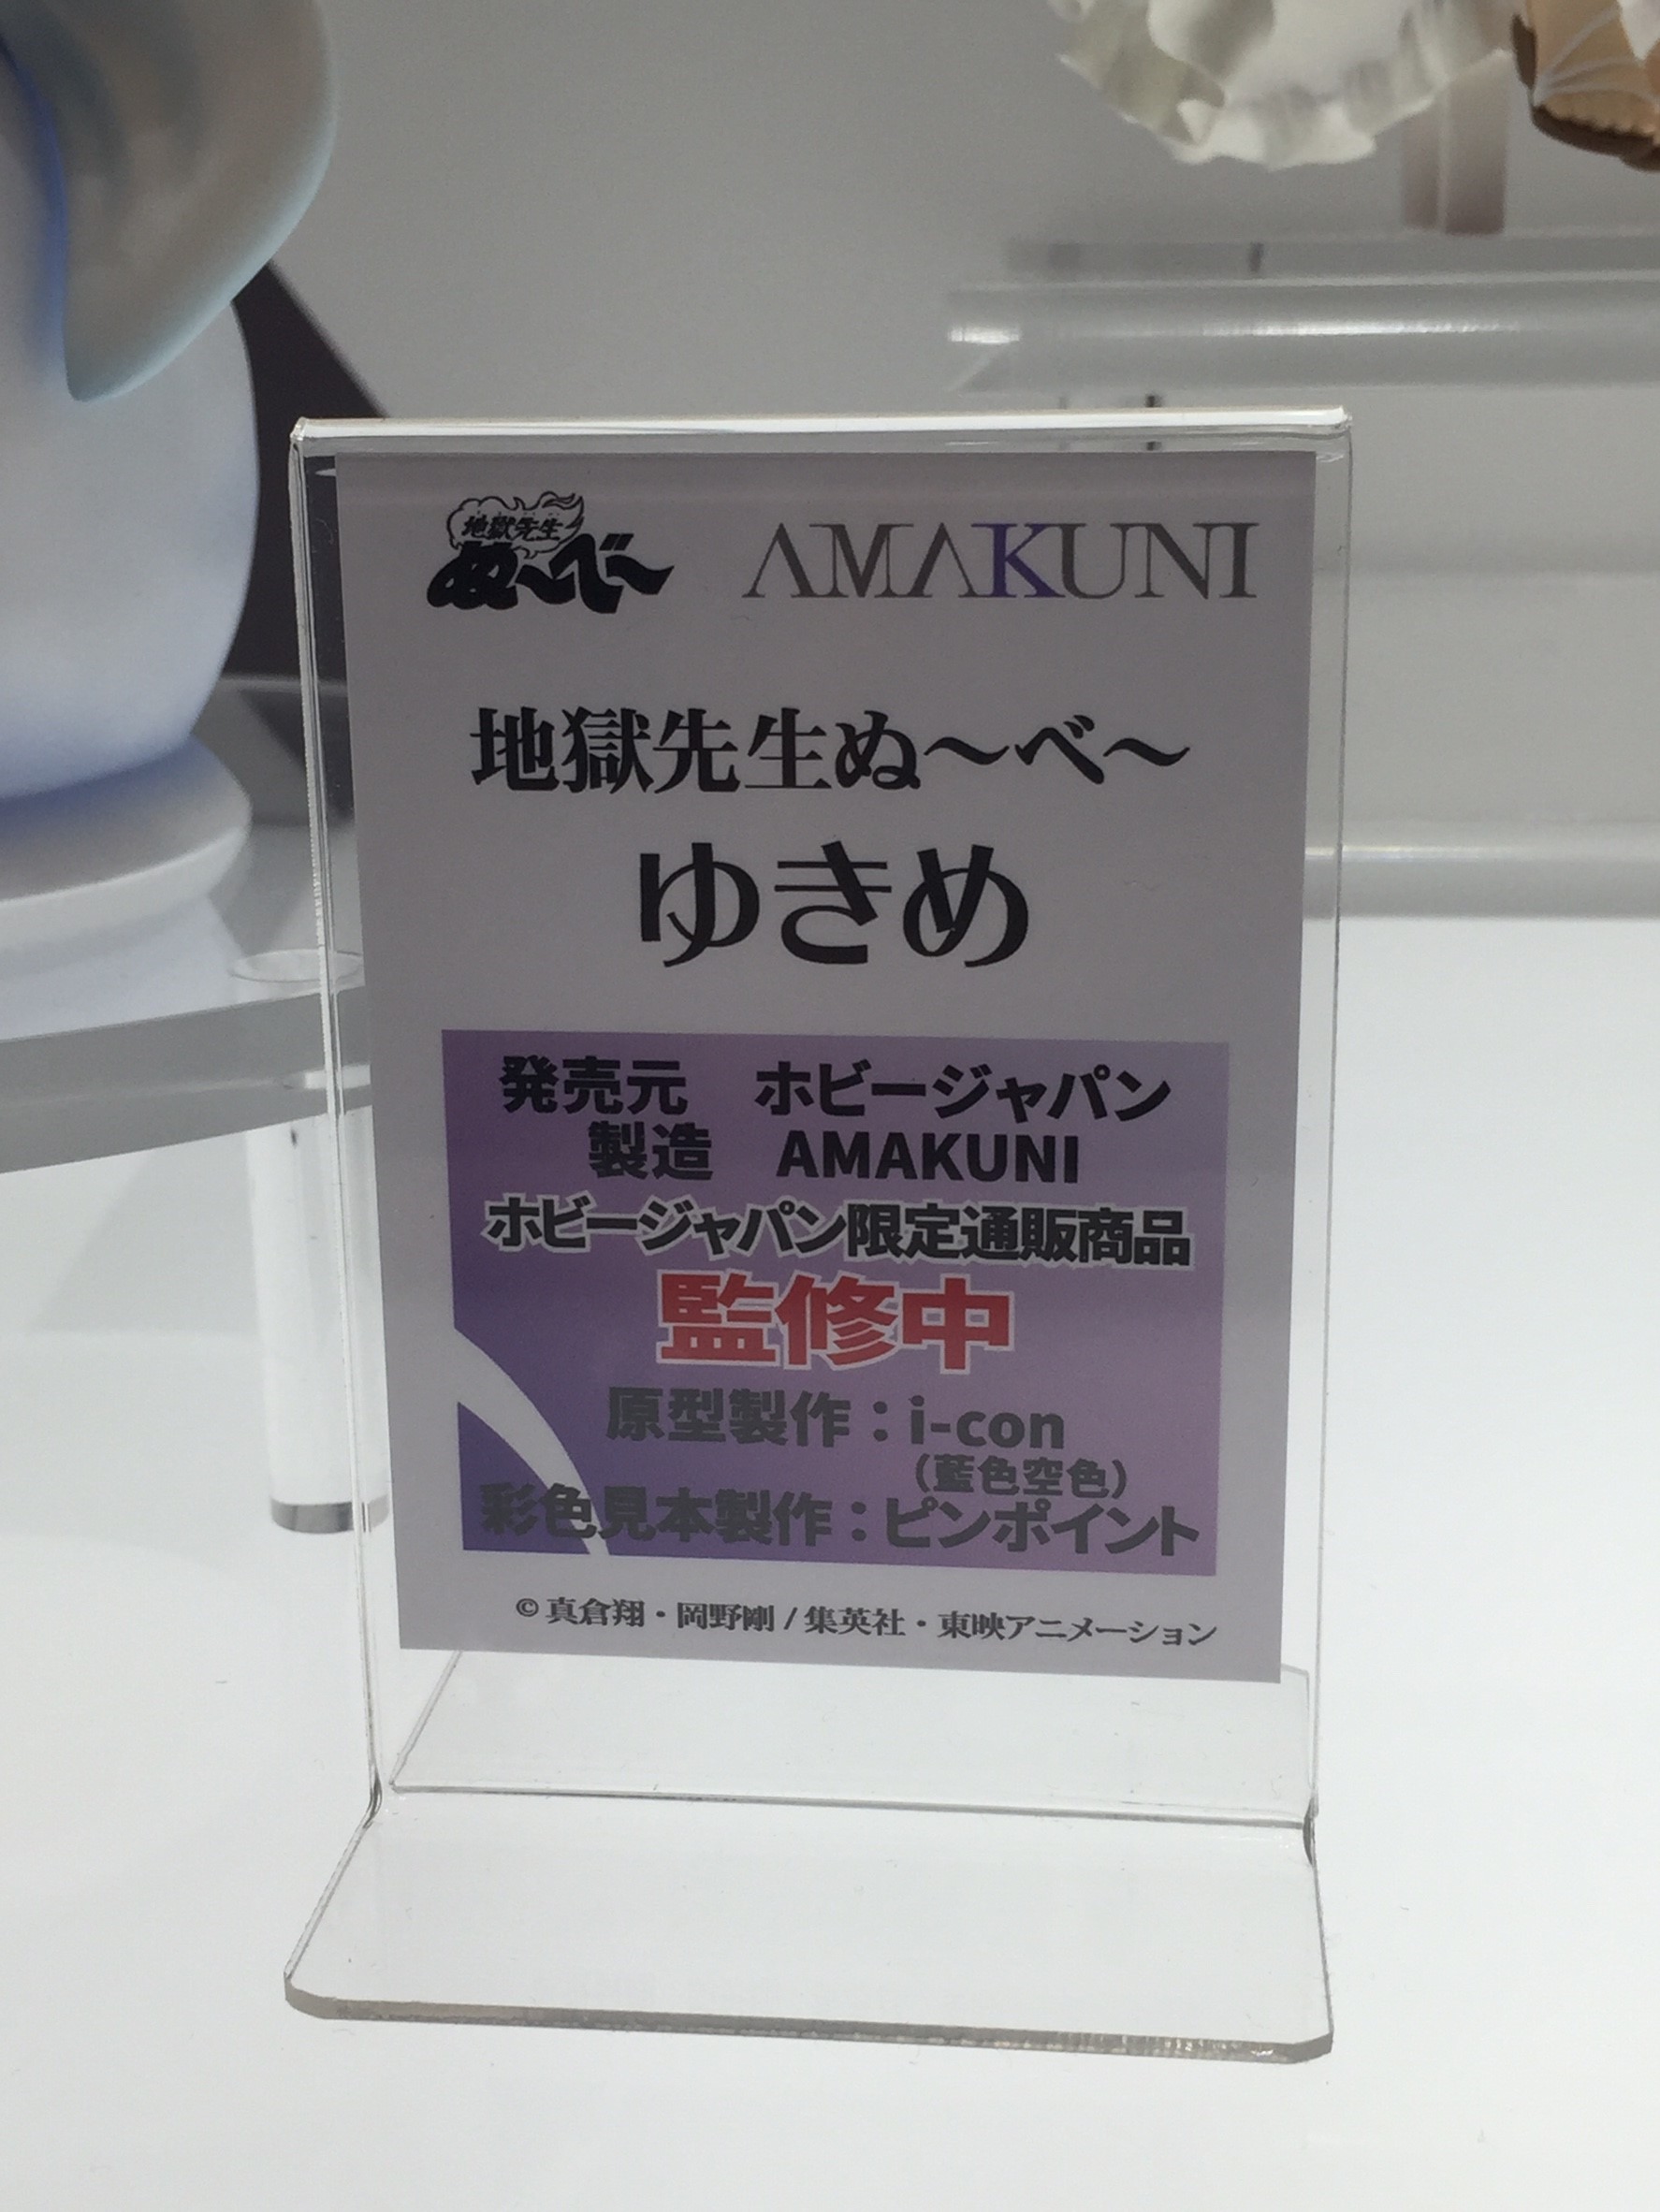 地獄先生
ぬ〜べ〜
AMAKUNI
地獄先生ぬ〜べ〜
ゆきめ
発売元　ホビージャパン
製造　AMAKUNI
ホビージャパン限定通販商品
監修中
原型製作：i-con
（藍色空色）
彩色見本製作：ピンポイント
© 真倉翔・岡野剛 / 集英社・東映アニメーション